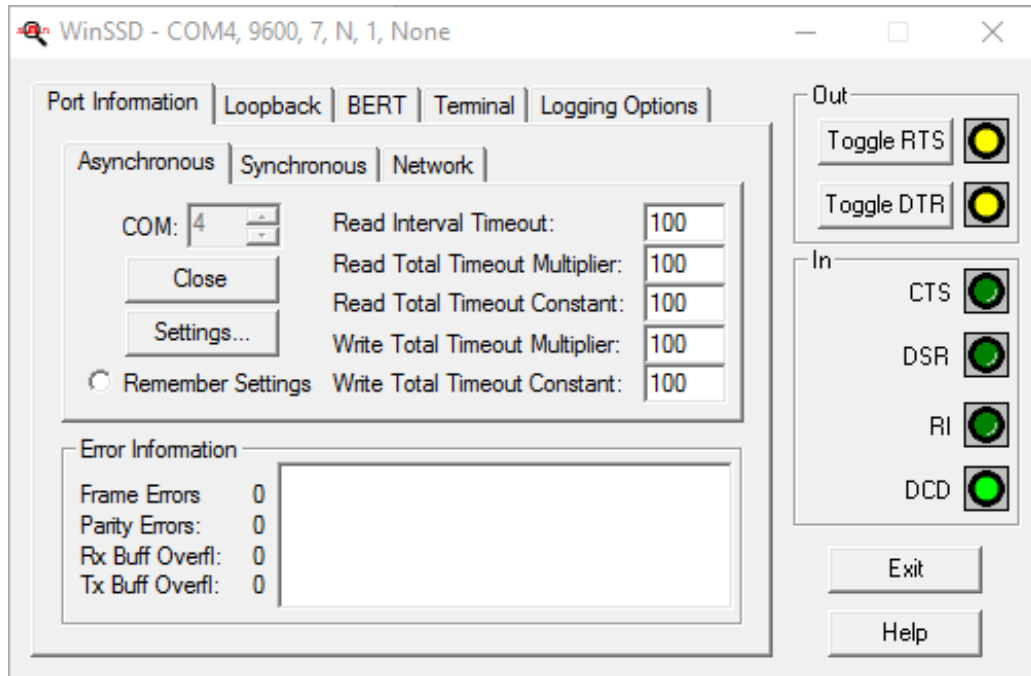 WinSSD - COM4, 9600, 7, N, 1, None
Port Information Loopback BERT Terminal Logging Options
Asynchronous Synchronous Network
COM: 4
Close
Settings...
Remember Settings
Read Interval Timeout: 100
Read Total Timeout Multiplier: 100
Read Total Timeout Constant: 100
Write Total Timeout Multiplier: 100
Write Total Timeout Constant: 100
Error Information
Frame Errors 0
Parity Errors: 0
Rx Buff Overfl: 0
Tx Buff Overfl: 0
Out
Toggle RTS
Toggle DTR
In
CTS
DSR
RI
DCD
Exit
Help